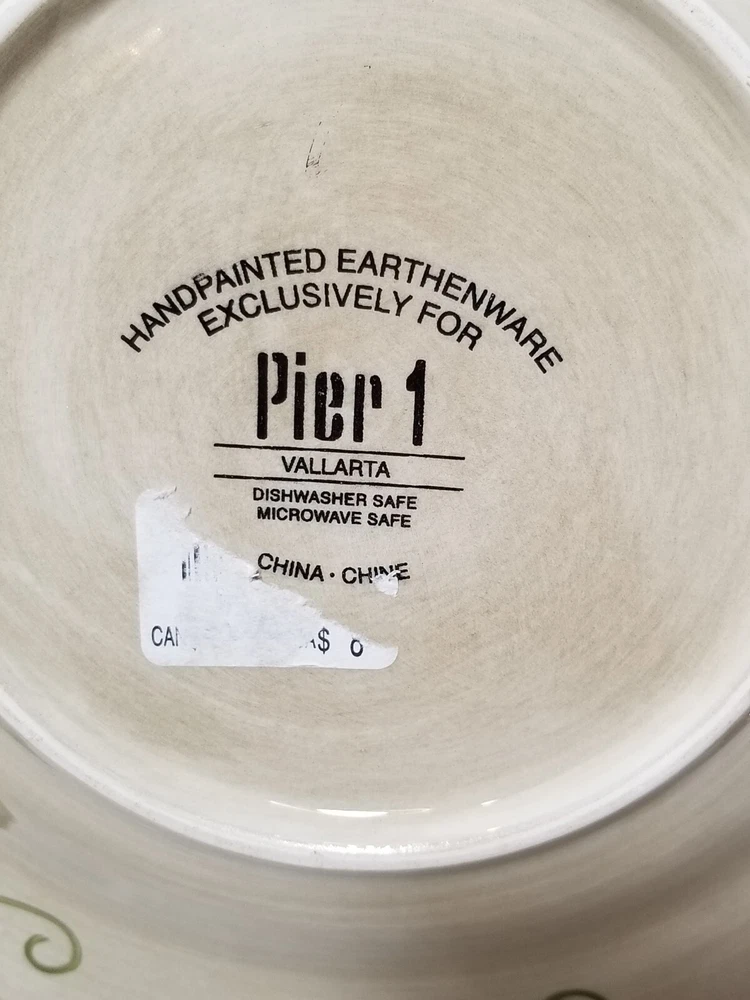 HANDPAINTED EARTHENWARE
EXCLUSIVELY FOR
Pier 1
VALLARTA
DISHWASHER SAFE
MICROWAVE SAFE
CHINA · CHINE